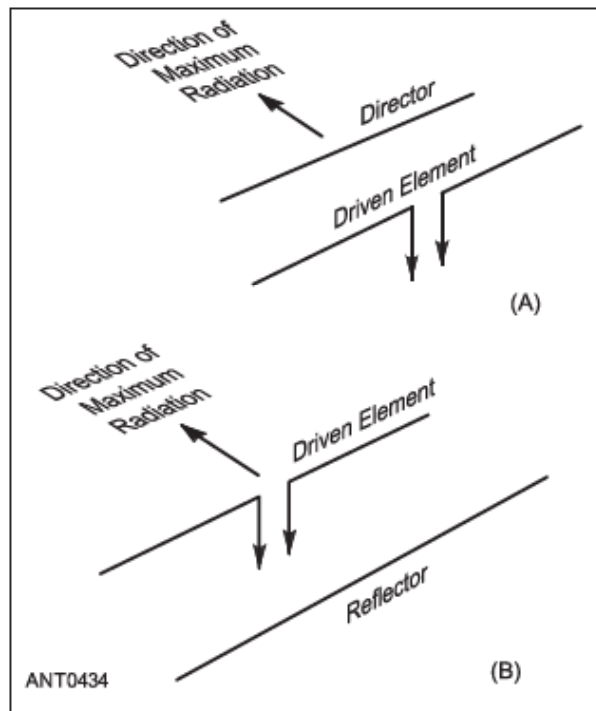 Direction of
Maximum
Radiation
Director
Driven Element
(A)
Direction of
Maximum
Radiation
Driven Element
Reflector
ANT0434
(B)